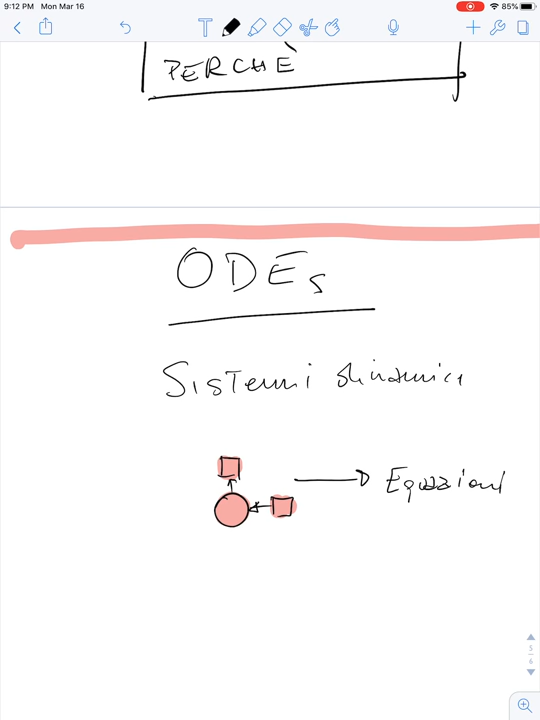 9:12 PM Mon Mar 16
85%
T
PERCHÈ
ODEs
Sistemi dinamici
Equazioni
5
6